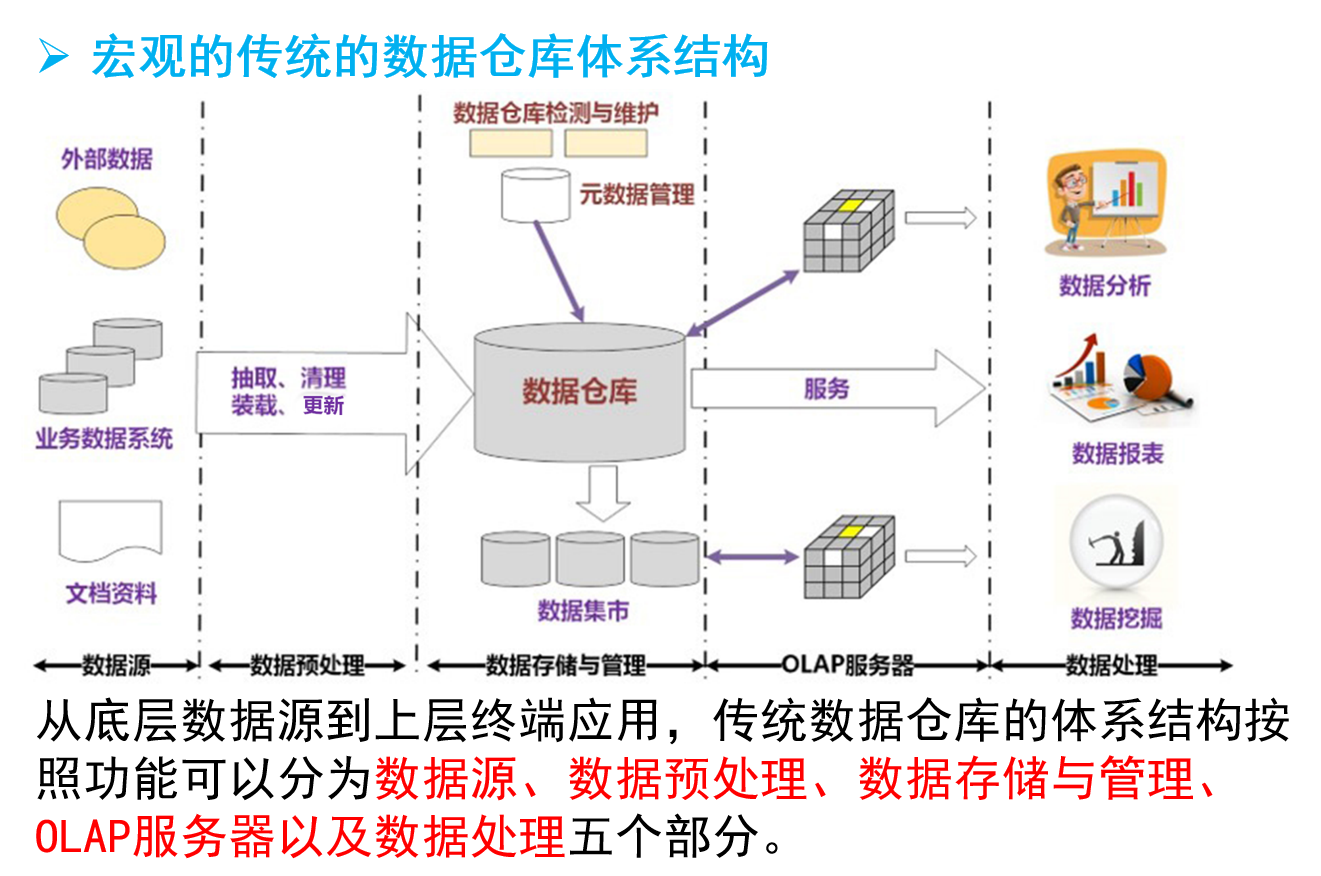 宏观的传统的数据仓库体系结构
外部数据
业务数据系统
文档资料
抽取、清理
装载、更新
数据仓库检测与维护
元数据管理
数据仓库
数据集市
服务
数据分析
数据报表
数据挖掘
数据源
数据预处理
数据存储与管理
OLAP服务器
数据处理
从底层数据源到上层终端应用，传统数据仓库的体系结构按
照功能可以分为数据源、数据预处理、数据存储与管理、
OLAP服务器以及数据处理五个部分。